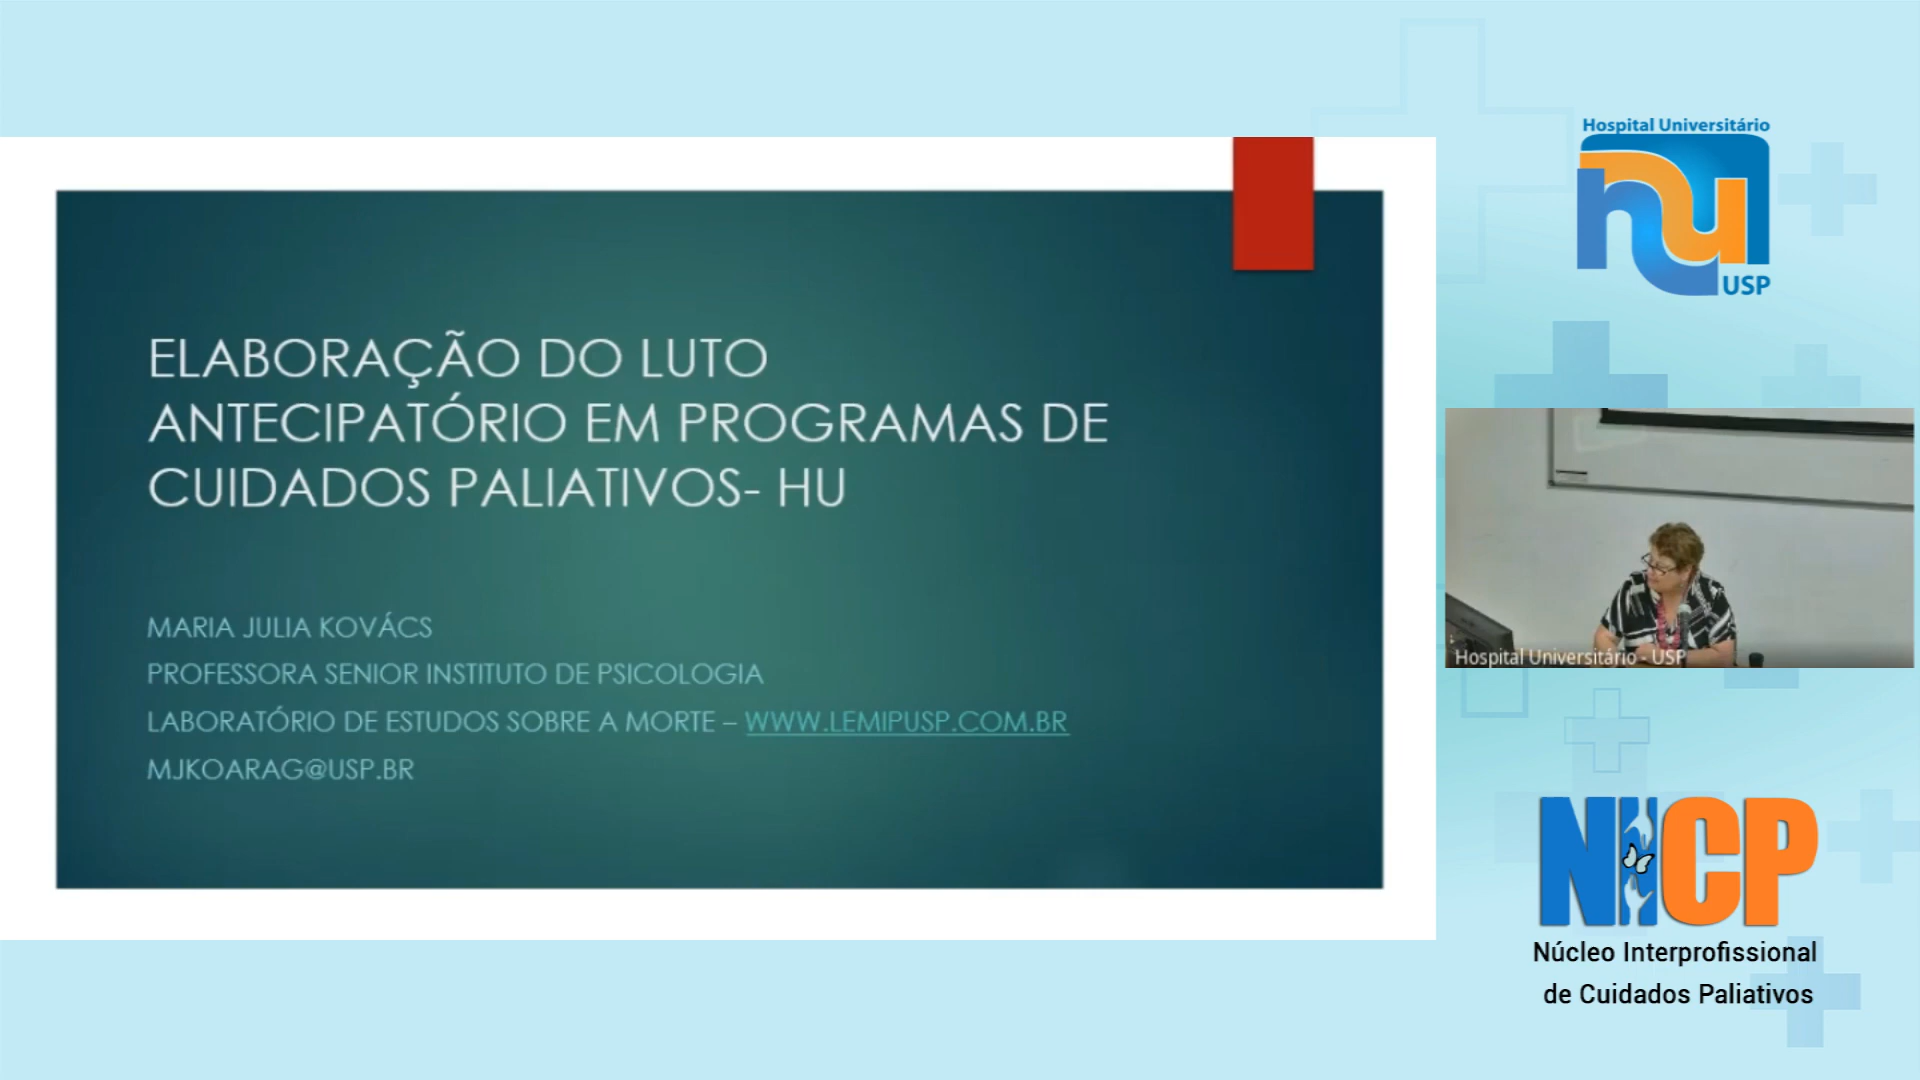 ELABORAÇÃO DO LUTO
ANTECIPATÓRIO EM PROGRAMAS DE
CUIDADOS PALIATIVOS- HU
MARIA JULIA KOVÁCS
PROFESSORA SENIOR INSTITUTO DE PSICOLOGIA
LABORATÓRIO DE ESTUDOS SOBRE A MORTE – WWW.LEMIPUSP.COM.BR
MJKOARAG@USP.BR
Hospital Universitário
hu
USP
Hospital Universitário - USP
NICP
Núcleo Interprofissional
de Cuidados Paliativos